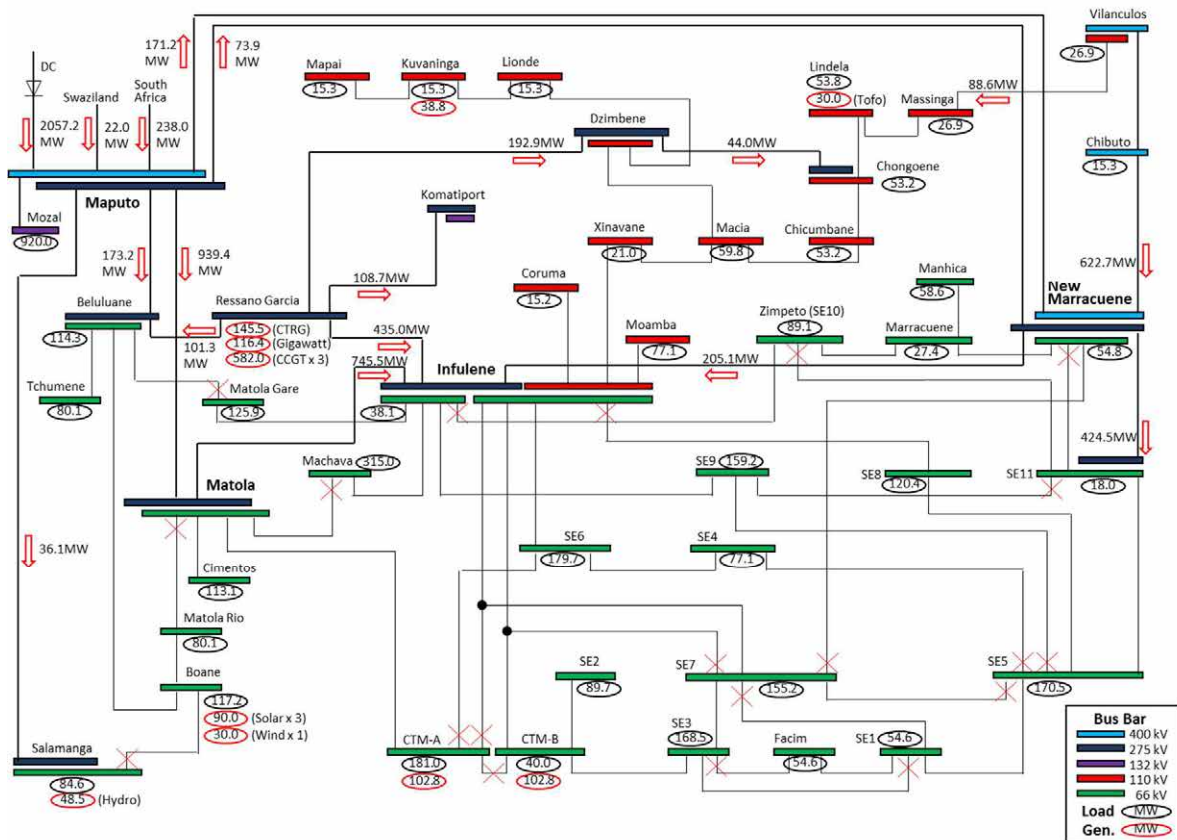 Vilanculos
171.2
MW
73.9
MW
26.9
DC
Swaziland
South
Africa
Mapai
15.3
Kuvaninga
15.3
38.8
Lionde
15.3
Lindela
53.8
30.0 (Tofo)
88.6MW
Massinga
26.9
2057.2
MW
22.0
MW
238.0
MW
Dzimbene
192.9MW
44.0MW
Chibuto
15.3
Chongoene
53.2
Maputo
Mozal
920.0
Komatiport
Xinavane
21.0
Macia
59.8
Chicumbane
53.2
173.2
MW
939.4
MW
108.7MW
Coruma
15.2
Manhica
58.6
622.7MW
New
Marracuene
Beluluane
114.3
Ressano Garcia
145.5 (CTRG)
116.4 (Gigawatt)
582.0 (CCGT x 3)
101.3
MW
435.0MW
745.5MW
Moamba
77.1
Zimpeto (SE10)
89.1
Marracuene
27.4
54.8
205.1MW
Infulene
38.1
Tchumene
80.1
Matola Gare
125.9
424.5MW
Machava 315.0
SE9 159.2
SE8
120.4
SE11
18.0
Matola
36.1MW
SE6
179.7
SE4
77.1
Cimentos
113.1
Matola Rio
80.1
Boane
117.2
90.0 (Solar x 3)
30.0 (Wind x 1)
SE2
89.7
SE7
155.2
SE5
170.5
Salamanga
84.6
48.5 (Hydro)
CTM-A
181.0
102.8
CTM-B
40.0
102.8
SE3
168.5
Facim
54.6
SE1
54.6
Bus Bar
400 kV
275 kV
132 kV
110 kV
66 kV
Load MW
Gen. MW